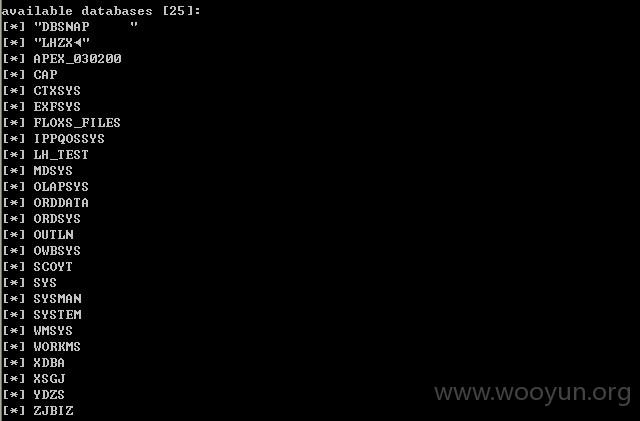 available databases [25]:
[*] "DBSNAP     "
[*] "LHZX◄"
[*] APEX_030200
[*] CAP
[*] CTXSYS
[*] EXFSYS
[*] FLOXS_FILES
[*] IPPQOSSYS
[*] LH_TEST
[*] MDSYS
[*] OLAPSYS
[*] ORDDATA
[*] ORDSYS
[*] OUTLN
[*] OWBSYS
[*] SCOYT
[*] SYS
[*] SYSMAN
[*] SYSTEM
[*] WMSYS
[*] WORKMS
[*] XDBA
[*] XSGJ
[*] YDZS
[*] ZJBIZ
www.wooyun.org